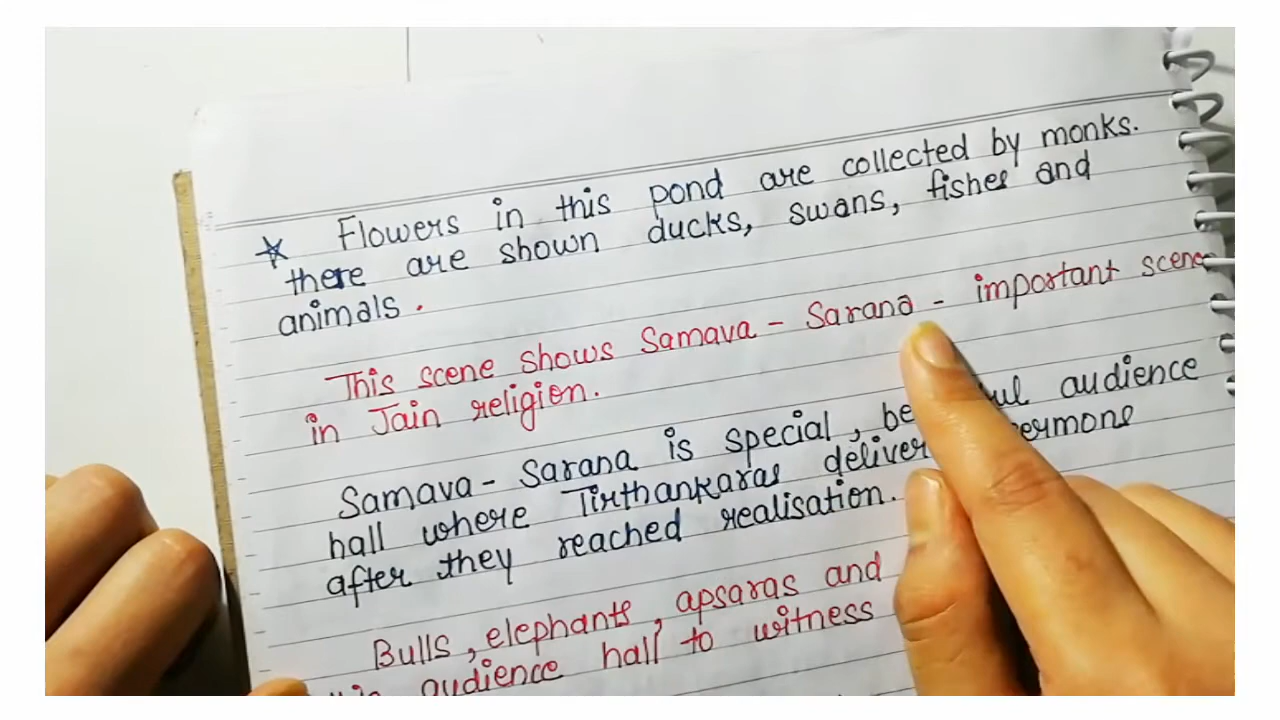 ☆ Flowers in this pond are collected by monks.
there are shown ducks, swans, fishes and
animals.
This scene shows Samava - Sarana - important scene
in Jain religion.
Samava - Sarana is special, audience
hall where Tirthankaras deliver sermone
after they reached realisation.
Bulls, elephants, apsaras and
audience hall to witness